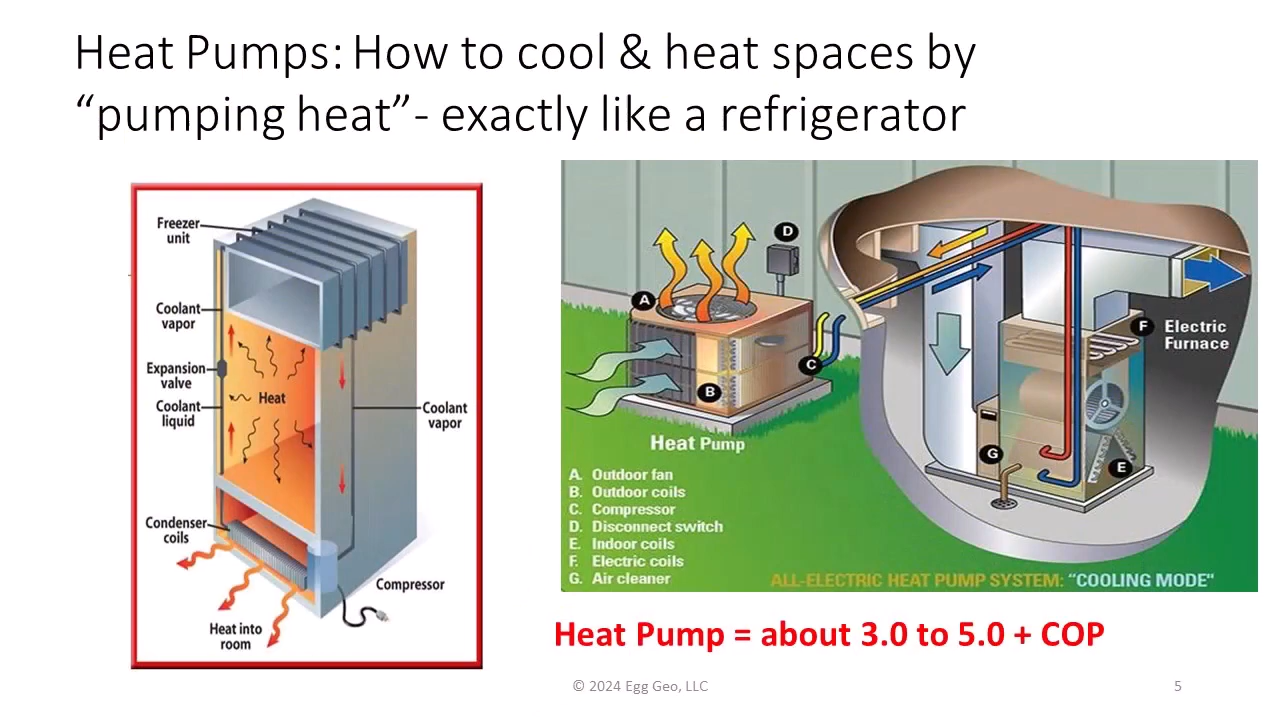 Heat Pumps: How to cool & heat spaces by
“pumping heat”- exactly like a refrigerator
Freezer
unit
Coolant
vapor
Expansion
valve
Coolant
liquid
Heat
Coolant
vapor
Condenser
coils
Compressor
Heat into
room
A
B
C
D
E
F
G
Electric
Furnace
Heat Pump
A. Outdoor fan
B. Outdoor coils
C. Compressor
D. Disconnect switch
E. Indoor coils
F. Electric coils
G. Air cleaner
ALL-ELECTRIC HEAT PUMP SYSTEM: "COOLING MODE"
Heat Pump = about 3.0 to 5.0 + COP
© 2024 Egg Geo, LLC
5